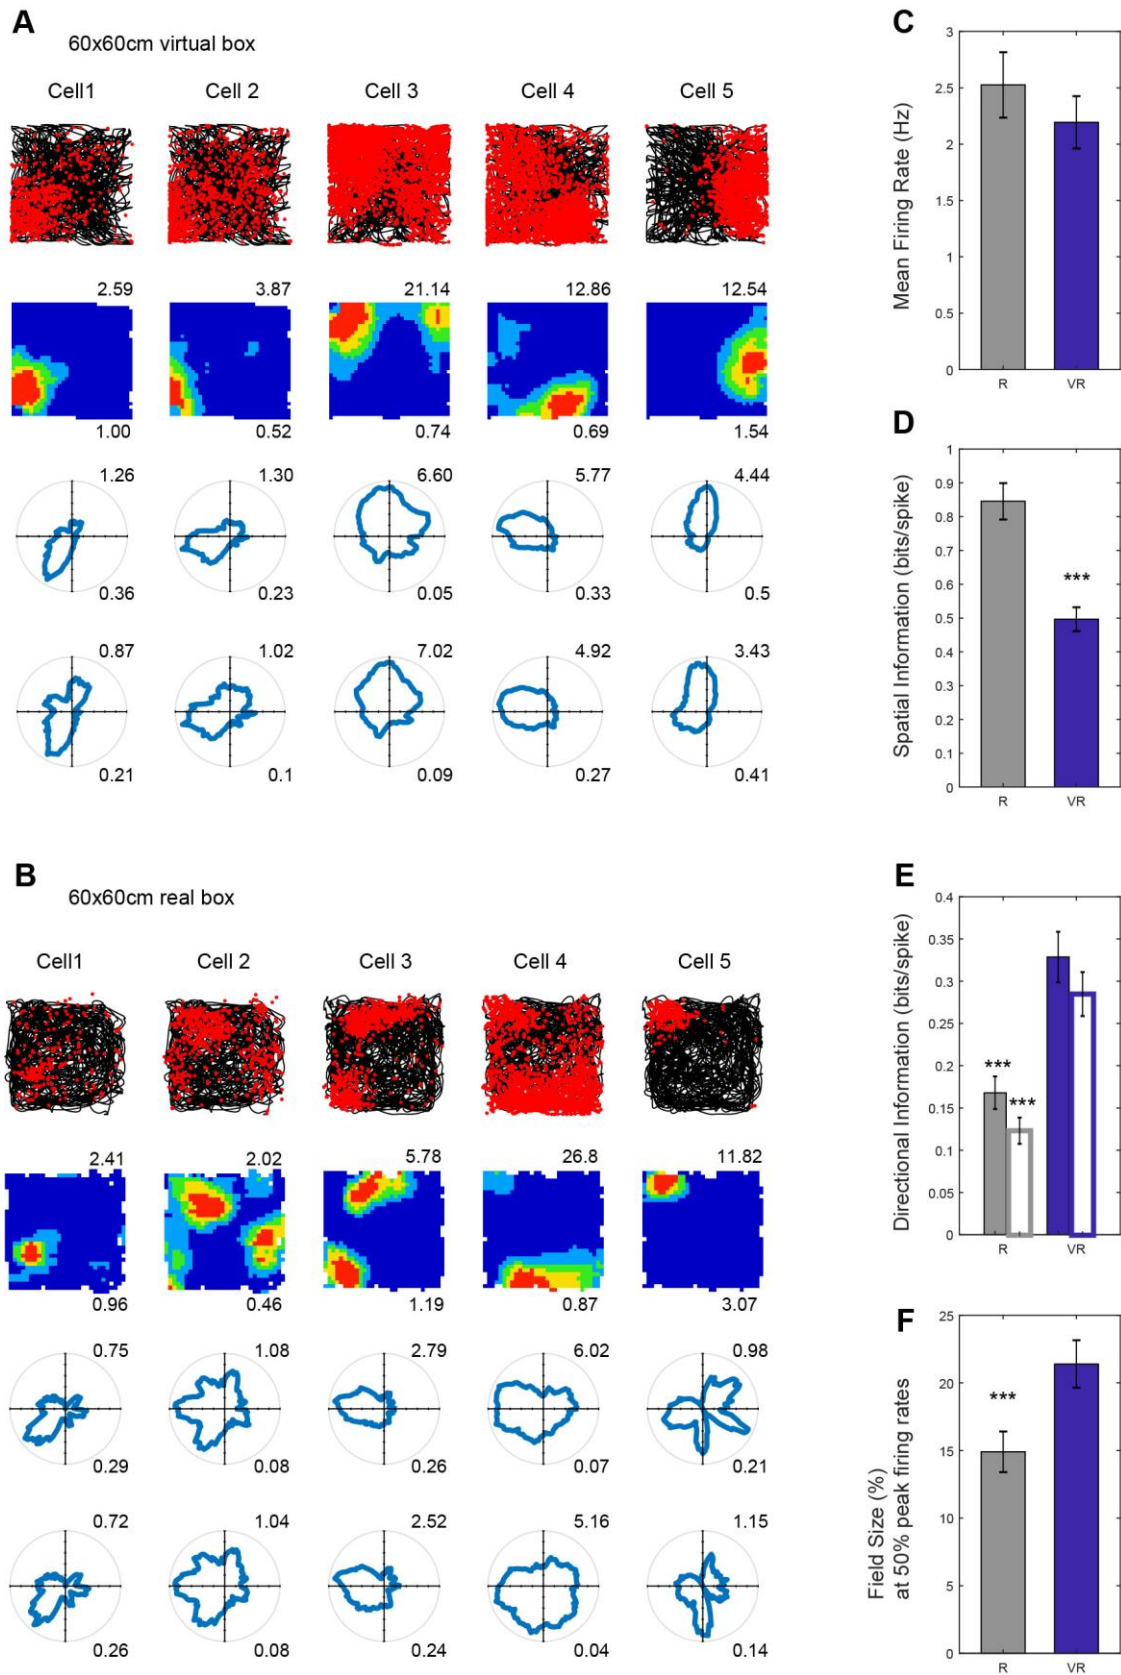 A
60x60cm virtual box
Cell1 Cell 2 Cell 3 Cell 4 Cell 5
2.59 3.87 21.14 12.86 12.54
1.00 0.52 0.74 0.69 1.54
1.26 1.30 6.60 5.77 4.44
0.36 0.23 0.05 0.33 0.5
0.87 1.02 7.02 4.92 3.43
0.21 0.1 0.09 0.27 0.41
B
60x60cm real box
Cell1 Cell 2 Cell 3 Cell 4 Cell 5
2.41 2.02 5.78 26.8 11.82
0.96 0.46 1.19 0.87 3.07
0.75 1.08 2.79 6.02 0.98
0.29 0.08 0.26 0.07 0.21
0.72 1.04 2.52 5.16 1.15
0.26 0.08 0.24 0.04 0.14
C
Mean Firing Rate (Hz)
3
2.5
2
1.5
1
0.5
0
R VR
D
Spatial Information (bits/spike)
1
0.9
0.8
0.7
0.6
0.5
0.4
0.3
0.2
0.1
0
***
R VR
E
Directional Information (bits/spike)
0.4
0.35
0.3
0.25
0.2
0.15
0.1
0.05
0
***
***
R VR
F
Field Size (%)
at 50% peak firing rates
25
20
15
10
5
0
***
R VR